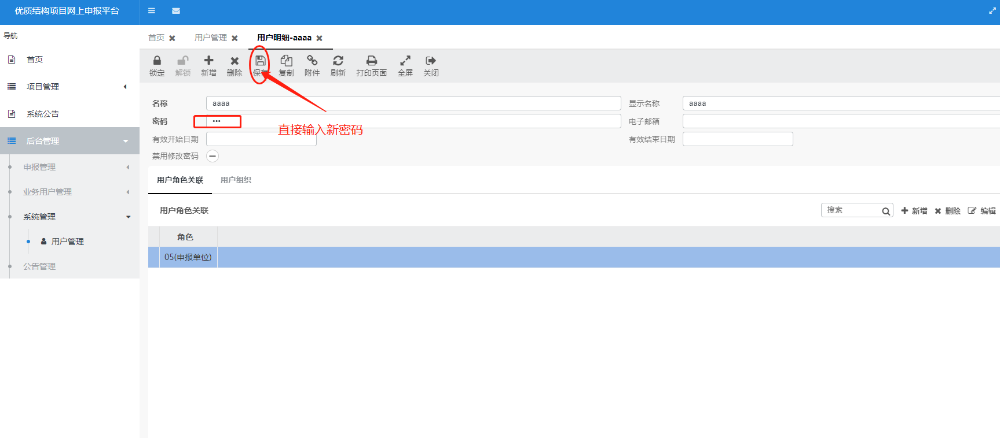 优质结构项目网上申报平台
导航
首页
项目管理
系统公告
后台管理
申报管理
业务用户管理
系统管理
用户管理
公告管理
首页 用户管理 用户明细-aaaa
锁定 解锁 新增 删除 保存 复制 附件 刷新 打印页面 全屏 关闭
名称 aaaa 显示名称 aaaa
密码 ••• 电子邮箱
直接输入新密码
有效开始日期 有效结束日期
禁用修改密码
用户角色关联 用户组织
用户角色关联 搜索 新增 删除 编辑
角色
05(申报单位)